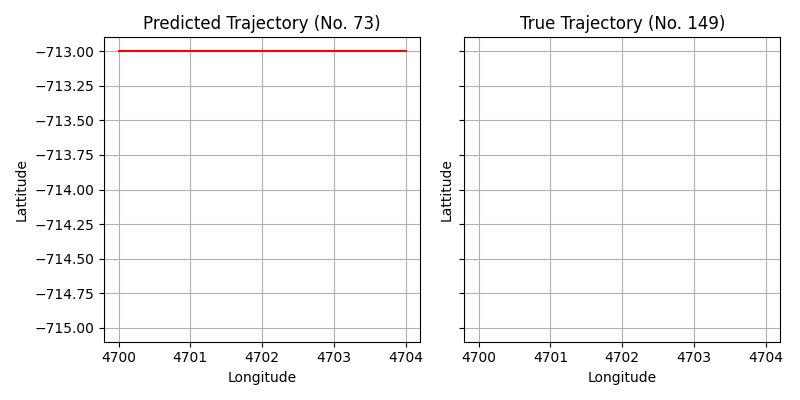 Predicted Trajectory (No. 73)
−713.00
−713.25
−713.50
−713.75
−714.00
−714.25
−714.50
−714.75
−715.00
Lattitude
4700 4701 4702 4703 4704
Longitude
True Trajectory (No. 149)
Lattitude
4700 4701 4702 4703 4704
Longitude